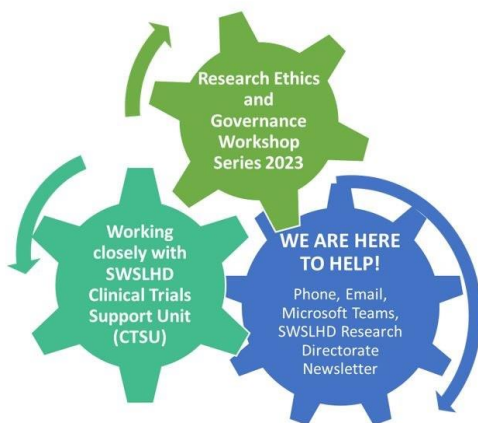 Research Ethics
and
Governance
Workshop
Series 2023
Working
closely with
SWSLHD
Clinical Trials
Support Unit
(CTSU)
WE ARE HERE
TO HELP!
Phone, Email,
Microsoft Teams,
SWSLHD Research
Directorate
Newsletter